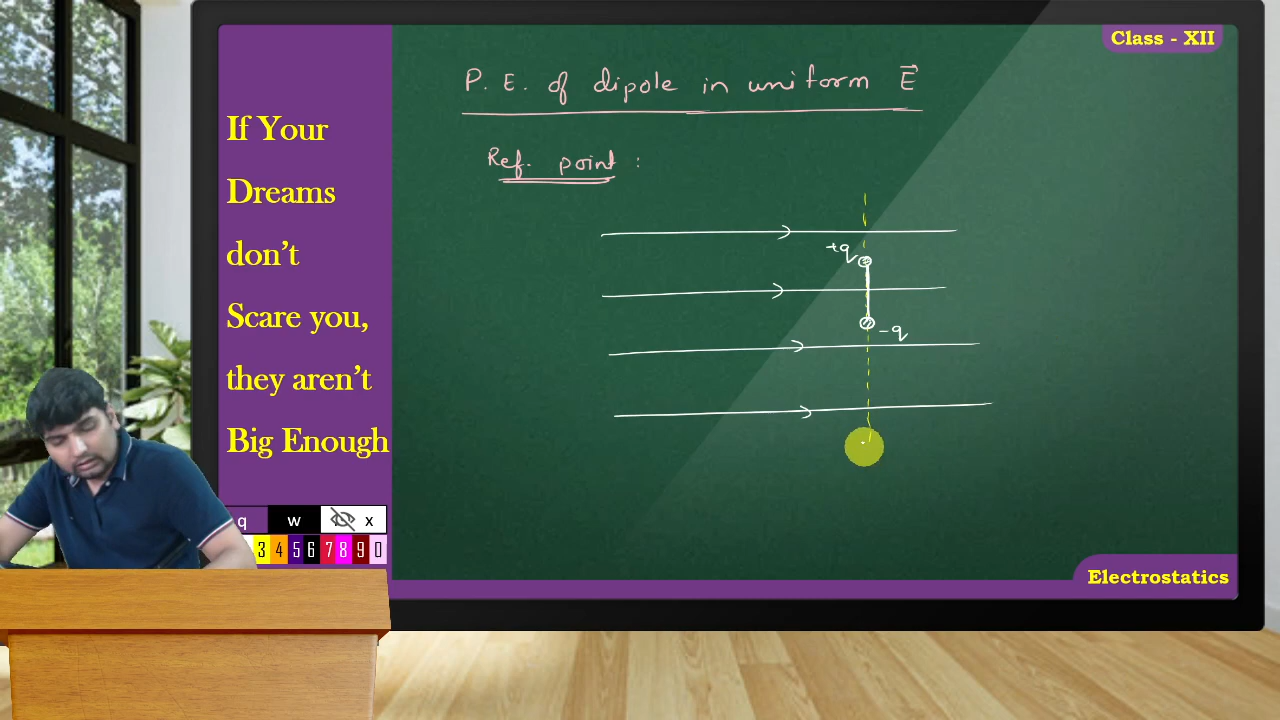 Class - XII
P. E. of dipole in uniform E⃗
Ref. point :
+q
-q
If Your
Dreams
don't
Scare you,
they aren't
Big Enough
q w x
3 4 5 6 7 8 9 0
Electrostatics